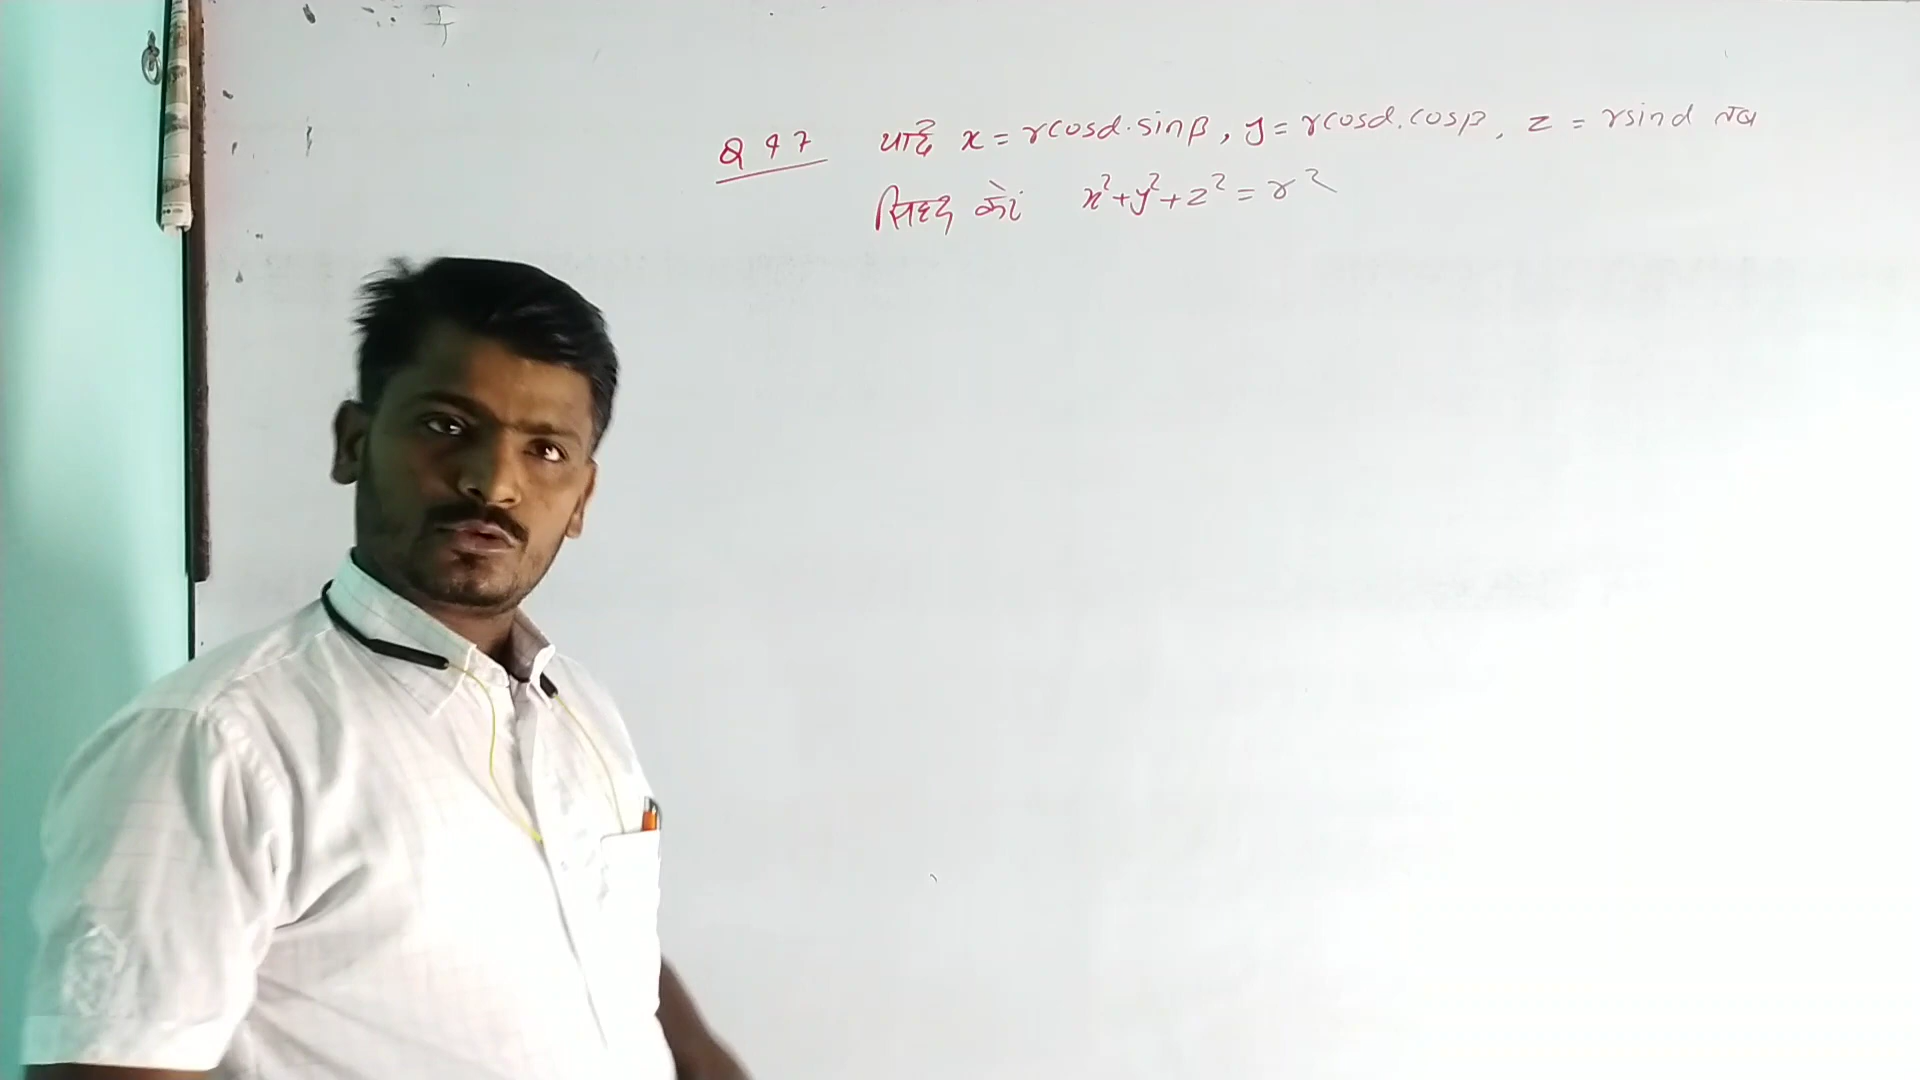 Q 47 यदि x = rcosα.sinβ, y = rcosα.cosβ, z = rsinα तब
सिद्ध करो x²+y²+z² = r²